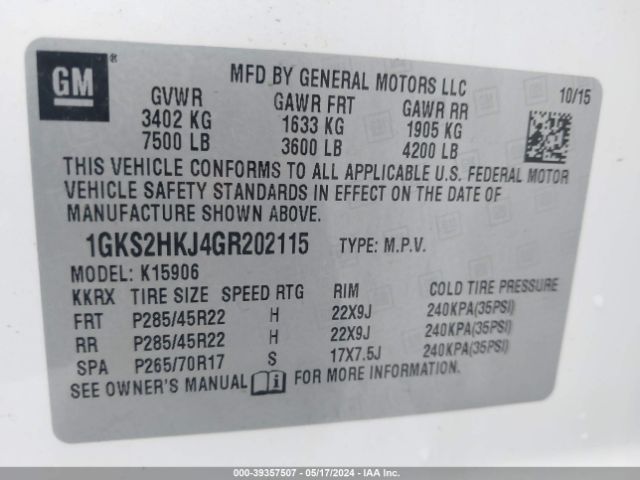 GM ®
MFD BY GENERAL MOTORS LLC
10/15
GVWR GAWR FRT GAWR RR
3402 KG 1633 KG 1905 KG
7500 LB 3600 LB 4200 LB
THIS VEHICLE CONFORMS TO ALL APPLICABLE U.S. FEDERAL MOTOR
VEHICLE SAFETY STANDARDS IN EFFECT ON THE DATE OF
MANUFACTURE SHOWN ABOVE.
1GKS2HKJ4GR202115 TYPE: M.P.V.
MODEL: K15906
KKRX TIRE SIZE SPEED RTG RIM COLD TIRE PRESSURE
FRT P285/45R22 H 22X9J 240KPA(35PSI)
RR P285/45R22 H 22X9J 240KPA(35PSI)
SPA P265/70R17 S 17X7.5J 240KPA(35PSI)
SEE OWNER'S MANUAL i FOR MORE INFORMATION.
000-39357507 - 05/17/2024 - IAA Inc.